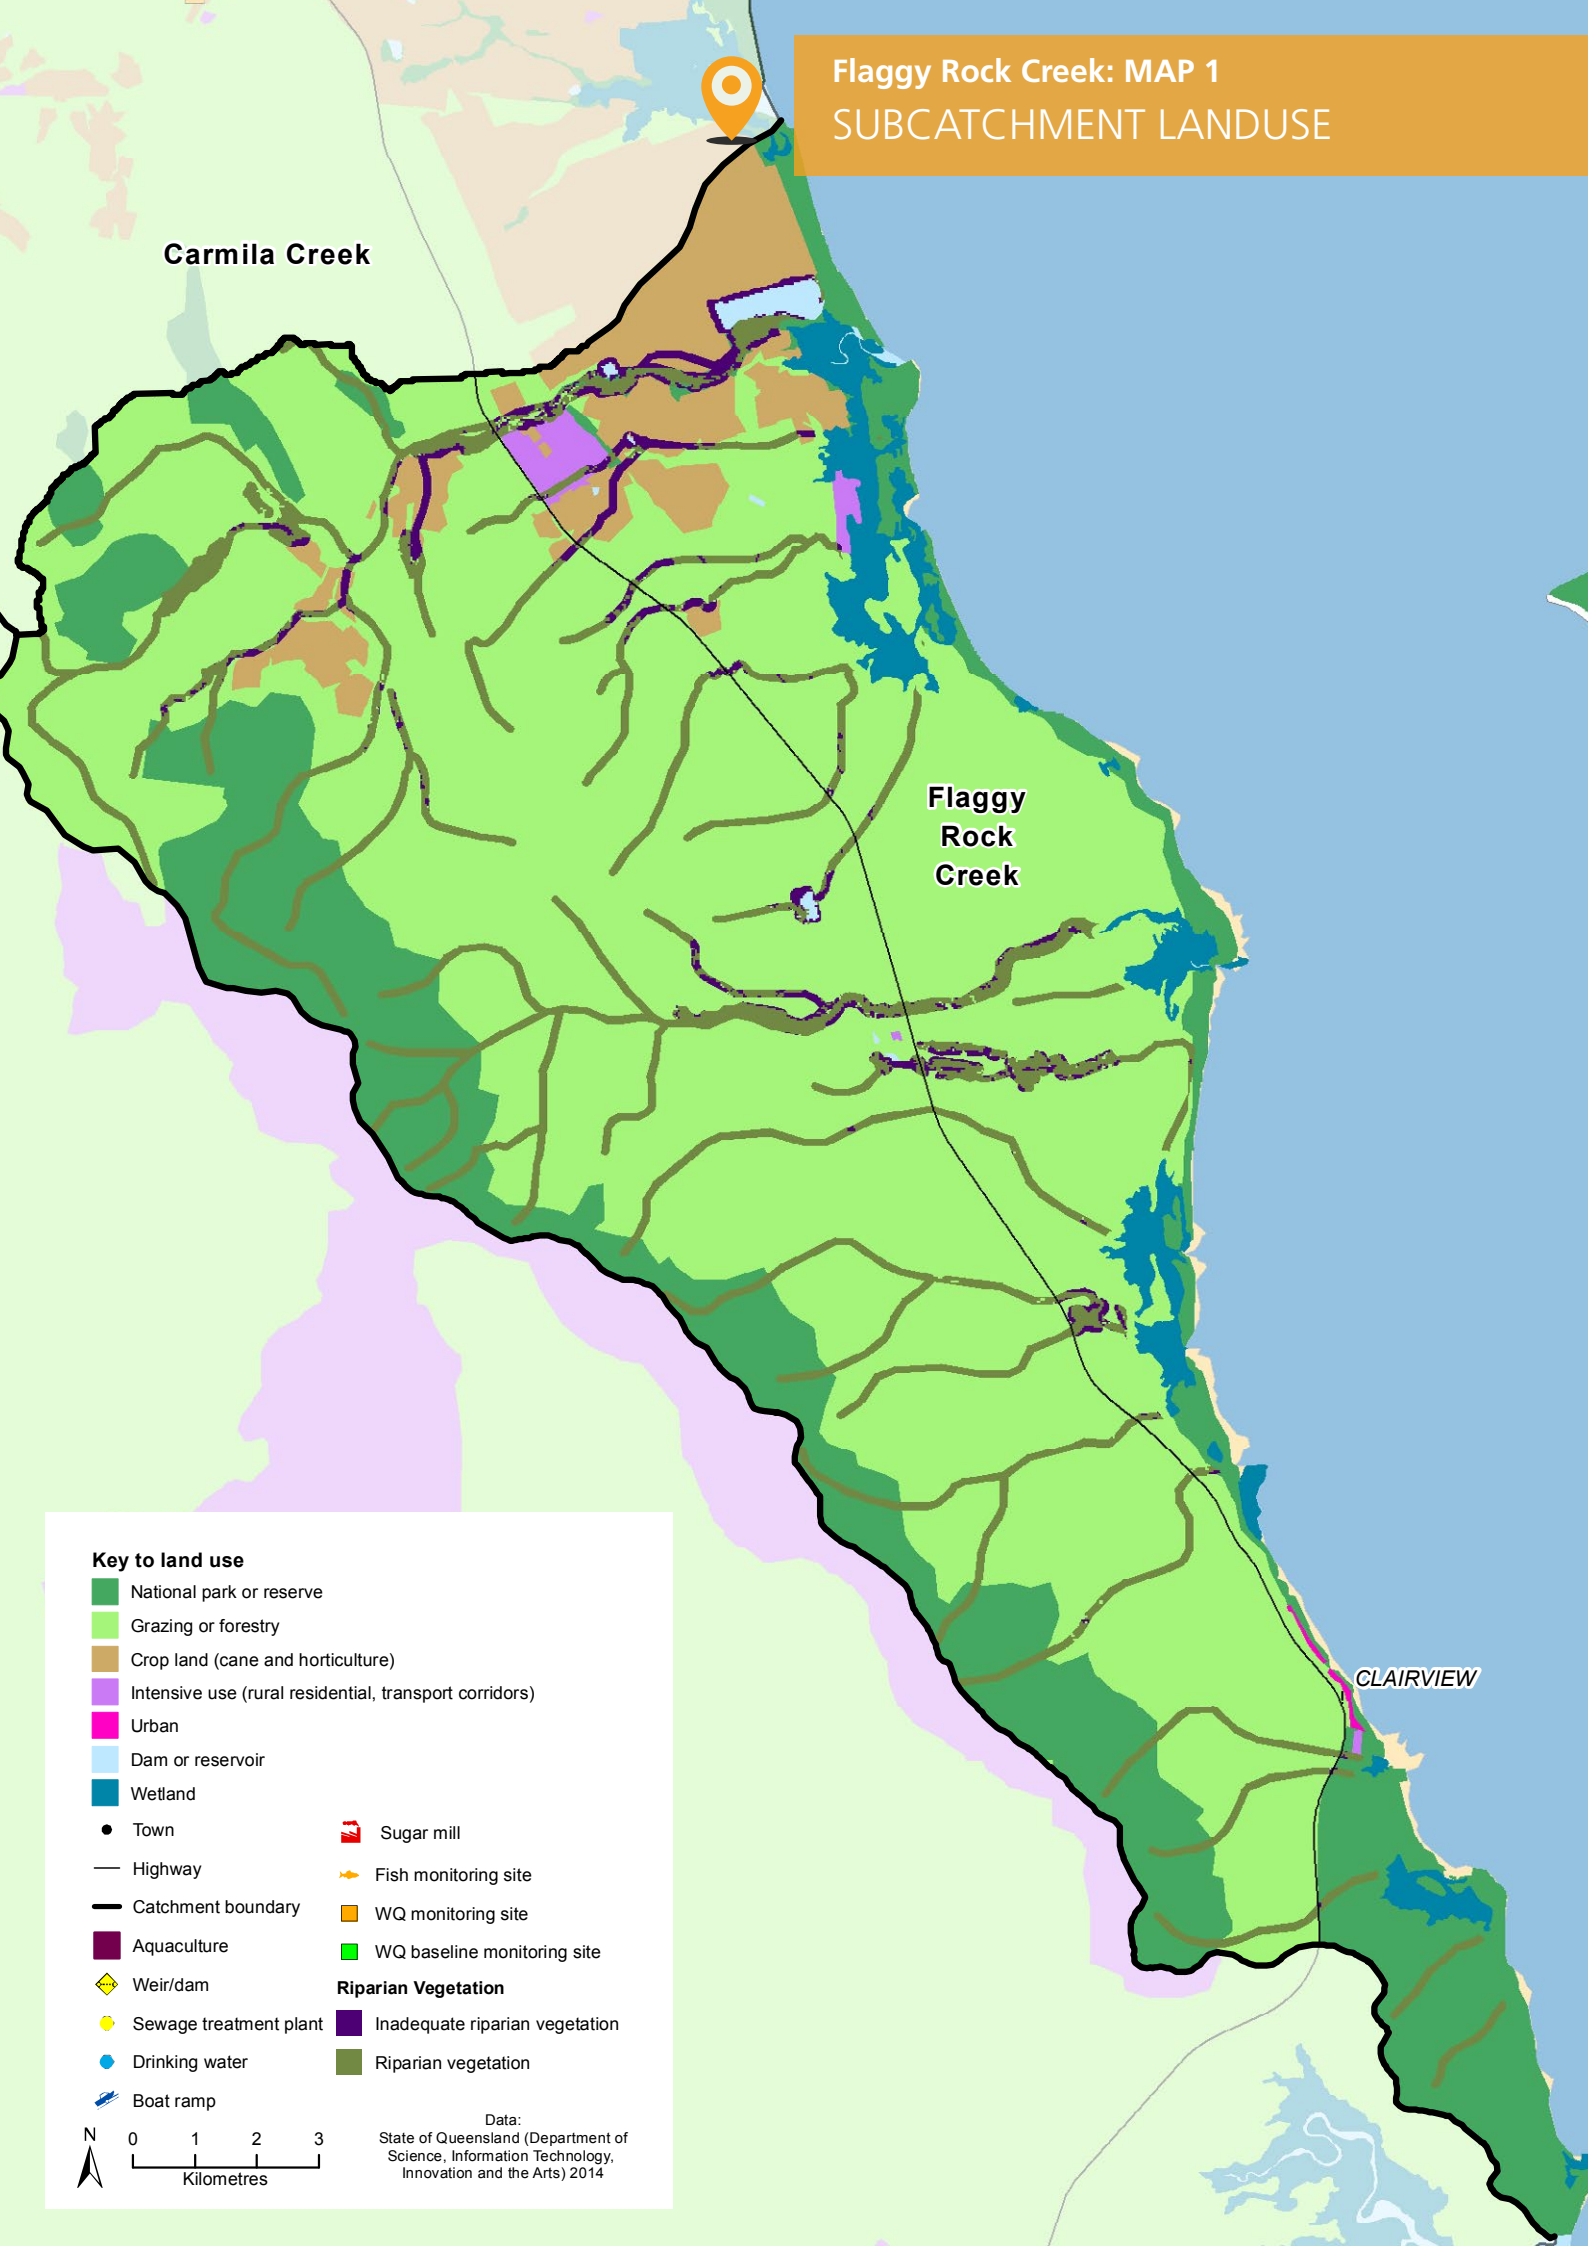 Flaggy Rock Creek: MAP 1
SUBCATCHMENT LANDUSE
Carmila Creek
Flaggy
Rock
Creek
CLAIRVIEW
Key to land use
National park or reserve
Grazing or forestry
Crop land (cane and horticulture)
Intensive use (rural residential, transport corridors)
Urban
Dam or reservoir
Wetland
Town
Highway
Catchment boundary
Aquaculture
Weir/dam
Sewage treatment plant
Drinking water
Boat ramp
Sugar mill
Fish monitoring site
WQ monitoring site
WQ baseline monitoring site
Riparian Vegetation
Inadequate riparian vegetation
Riparian vegetation
N
0 1 2 3
Kilometres
Data:
State of Queensland (Department of
Science, Information Technology,
Innovation and the Arts) 2014